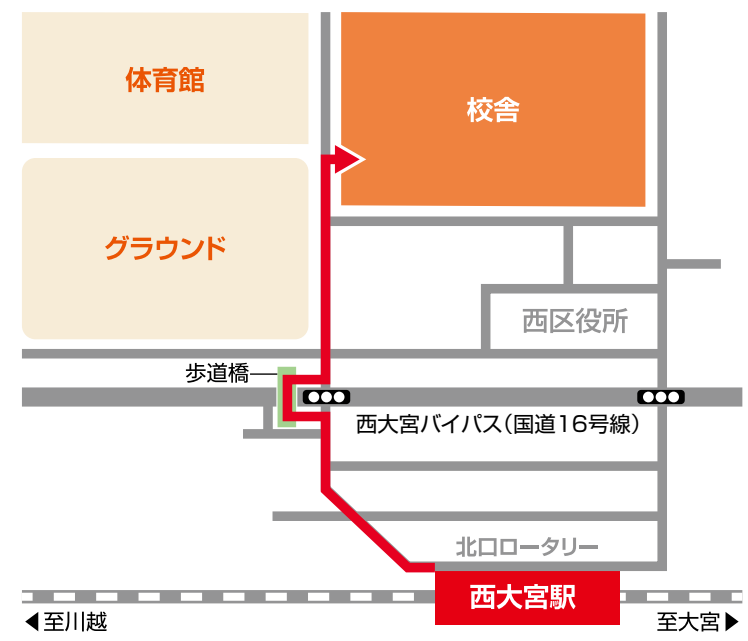 体育館
校舎
グラウンド
西区役所
歩道橋
西大宮バイパス(国道16号線)
北口ロータリー
西大宮駅
◀至川越
至大宮▶